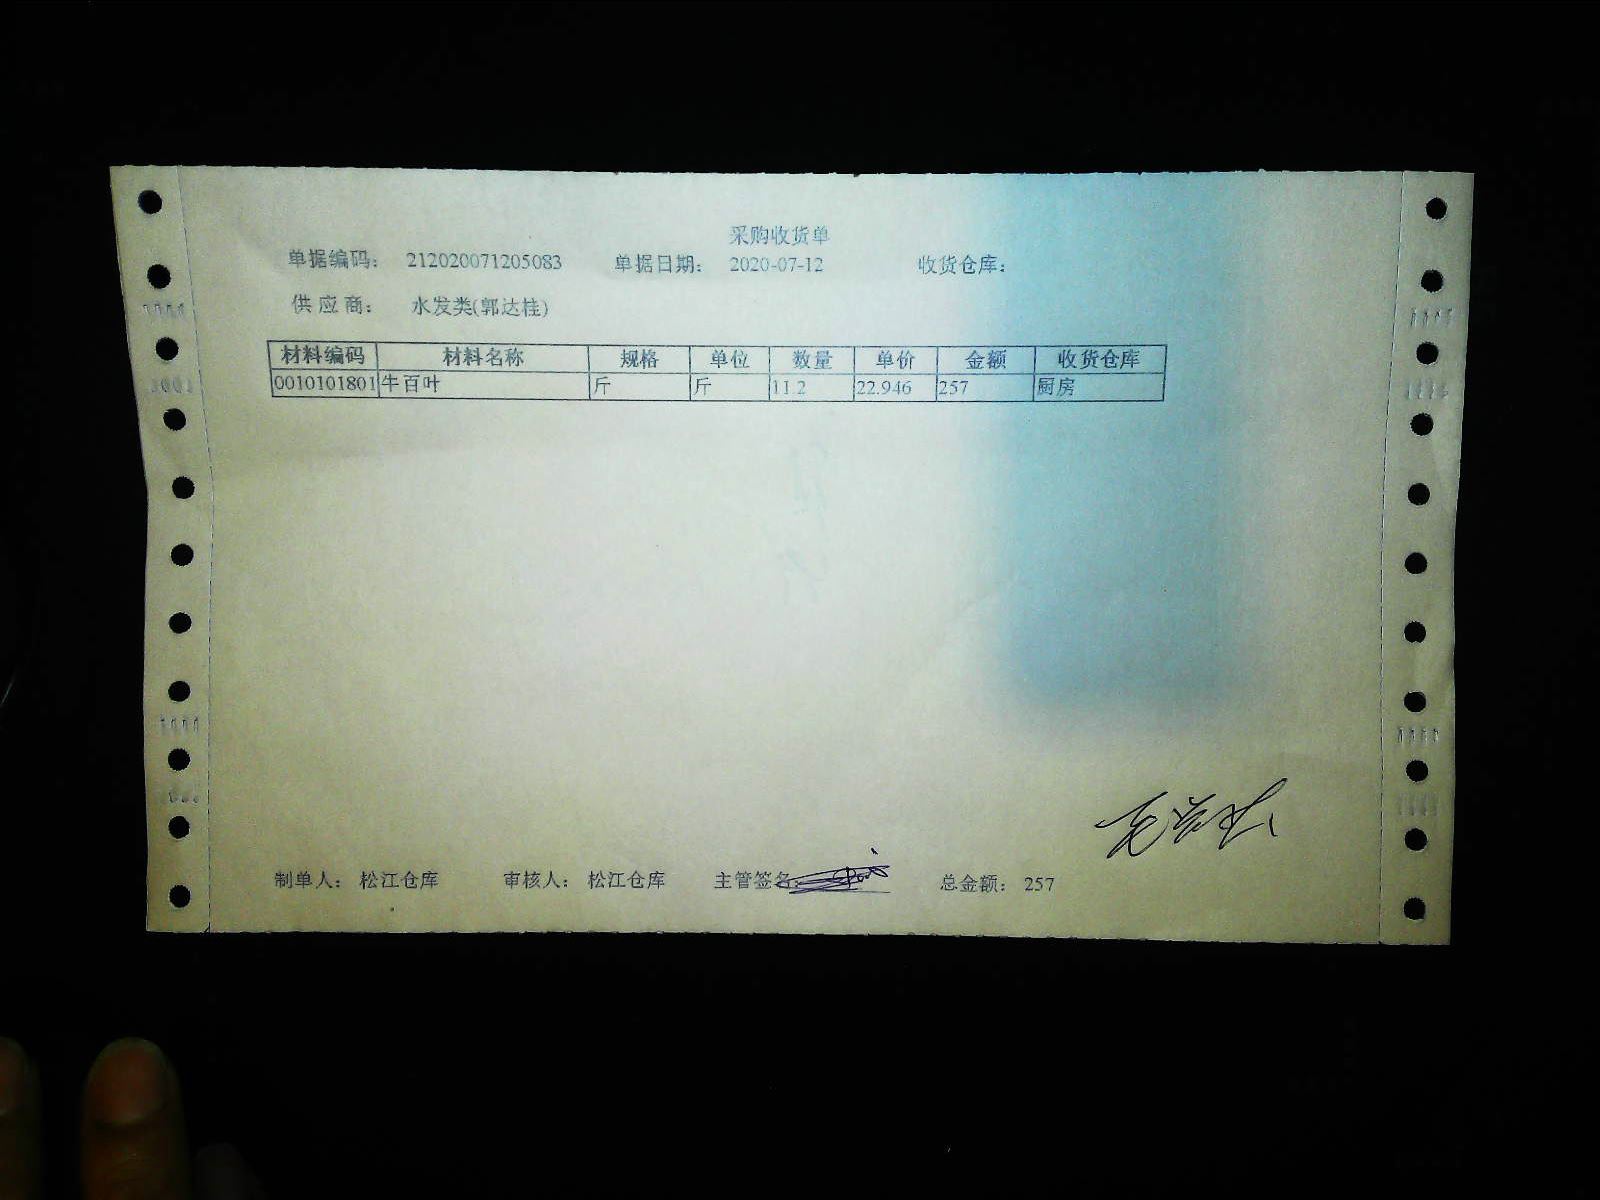 采购收货单
单据编码： 212020071205083 单据日期： 2020-07-12 收货仓库：
供应商： 水发类(郭达桂)
材料编码 材料名称 规格 单位 数量 单价 金额 收货仓库
0010101801 牛百叶 斤 斤 11.2 22.946 257 厨房
制单人： 松江仓库 审核人： 松江仓库 主管签名： 总金额： 257